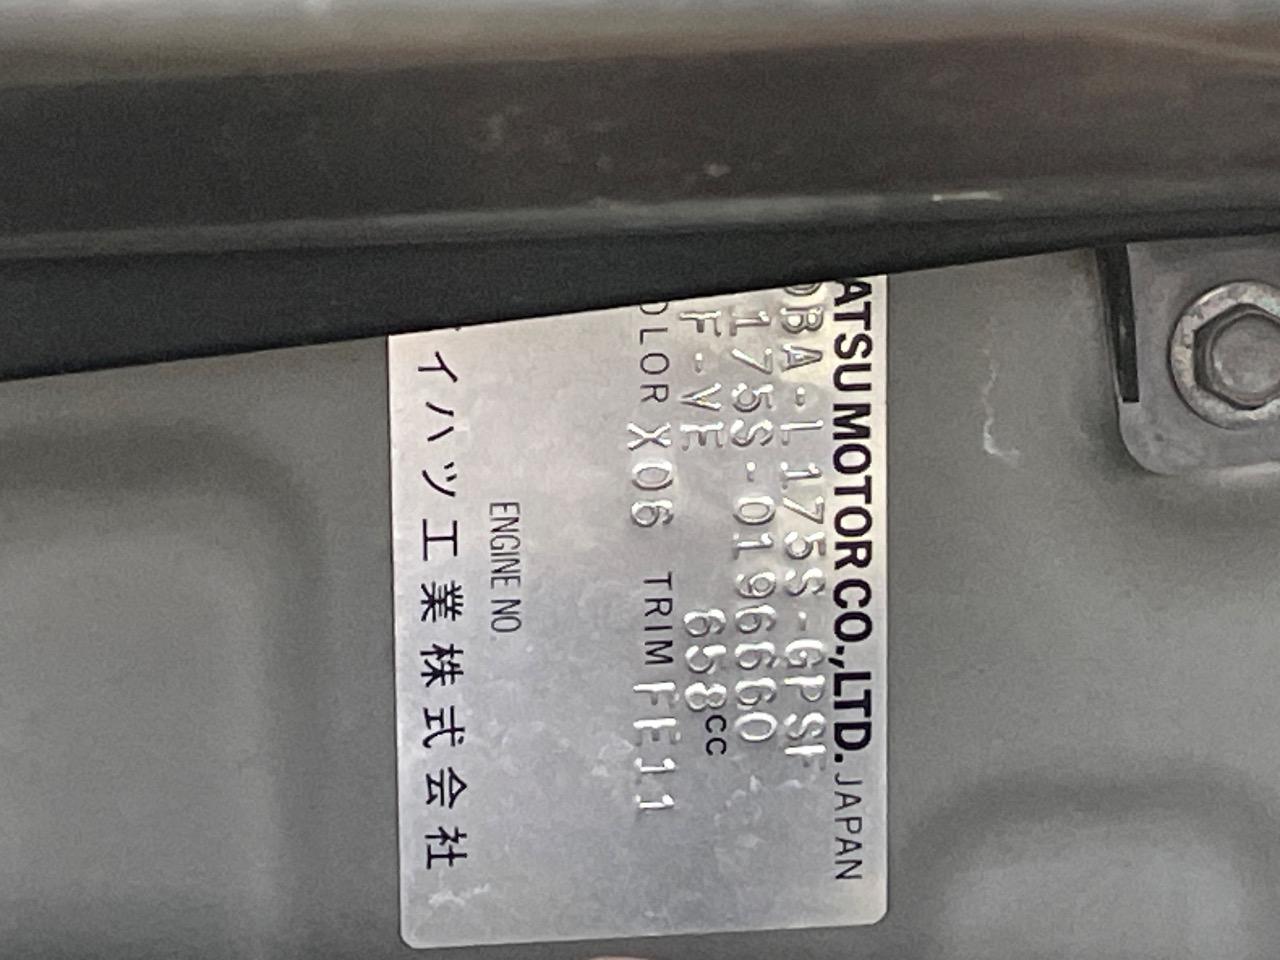 ATSU MOTOR CO., LTD. JAPAN
DBA-L175S-GPSF
175S-0196660
F-VE 658cc
OLOR X06 TRIM FE11
ENGINE NO.
イハツ工業株式会社